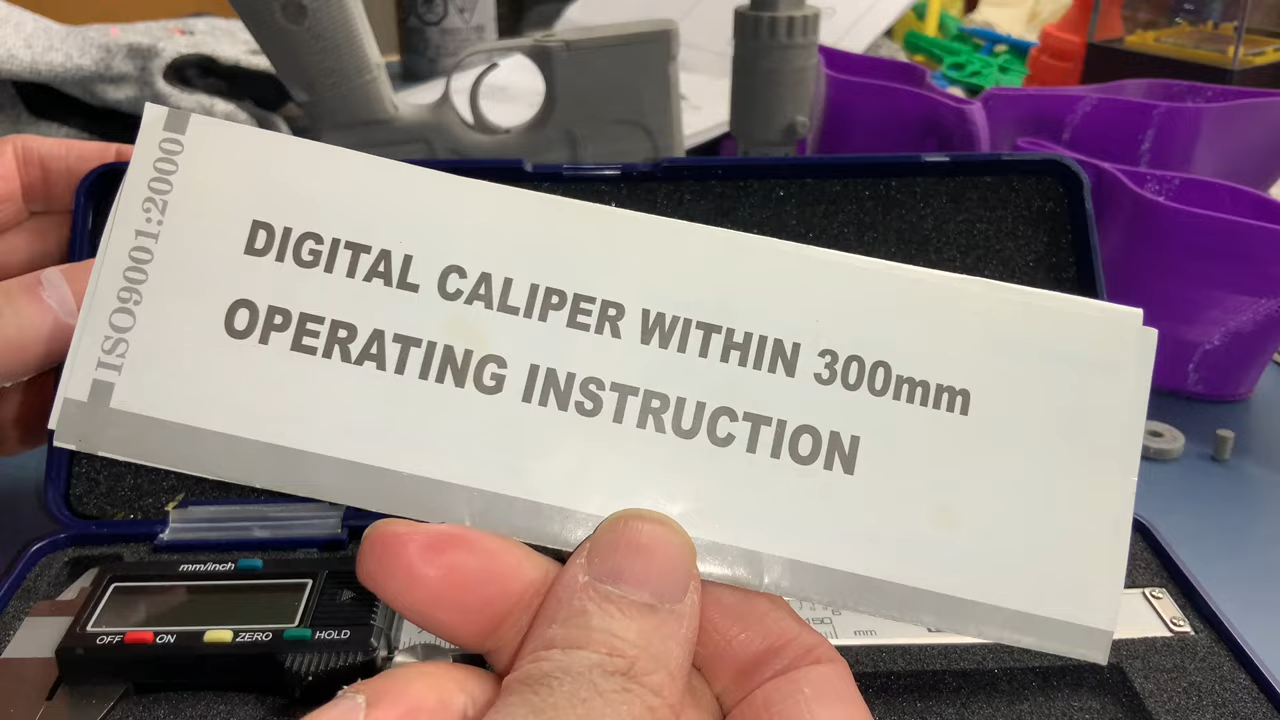 ISO9001:2000
DIGITAL CALIPER WITHIN 300mm
OPERATING INSTRUCTION
mm/inch
OFF ON ZERO HOLD
150 mm